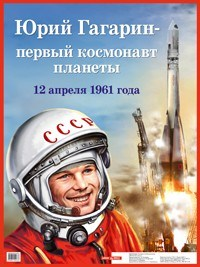 Юрий Гагарин-
первый космонавт
планеты
12 апреля 1961 года
СССР